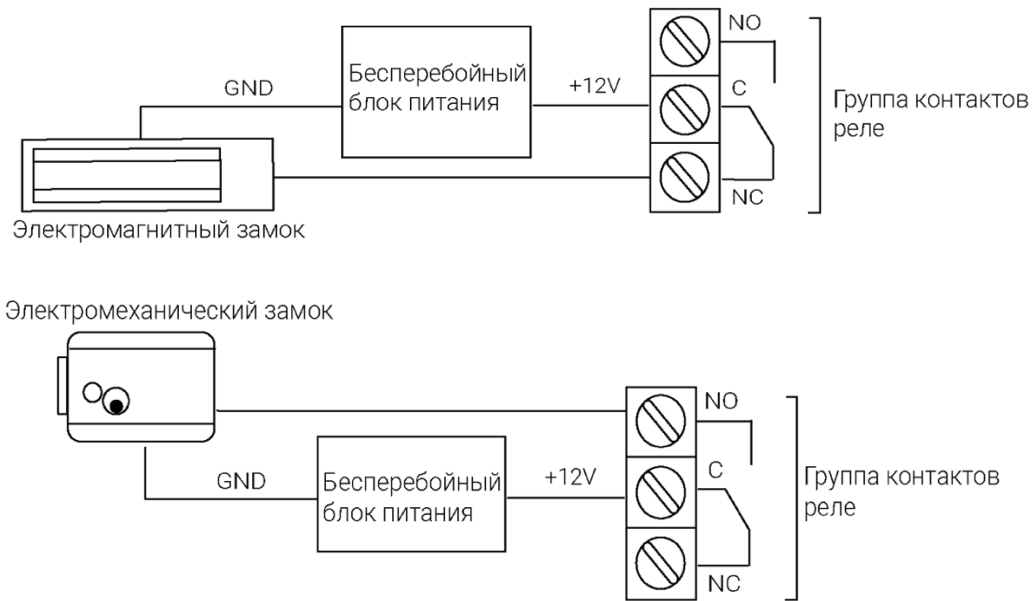 NO
Бесперебойный
блок питания
GND
+12V
C
Группа контактов
реле
NC
Электромагнитный замок
Электромеханический замок
NO
GND
Бесперебойный
блок питания
+12V
C
Группа контактов
реле
NC